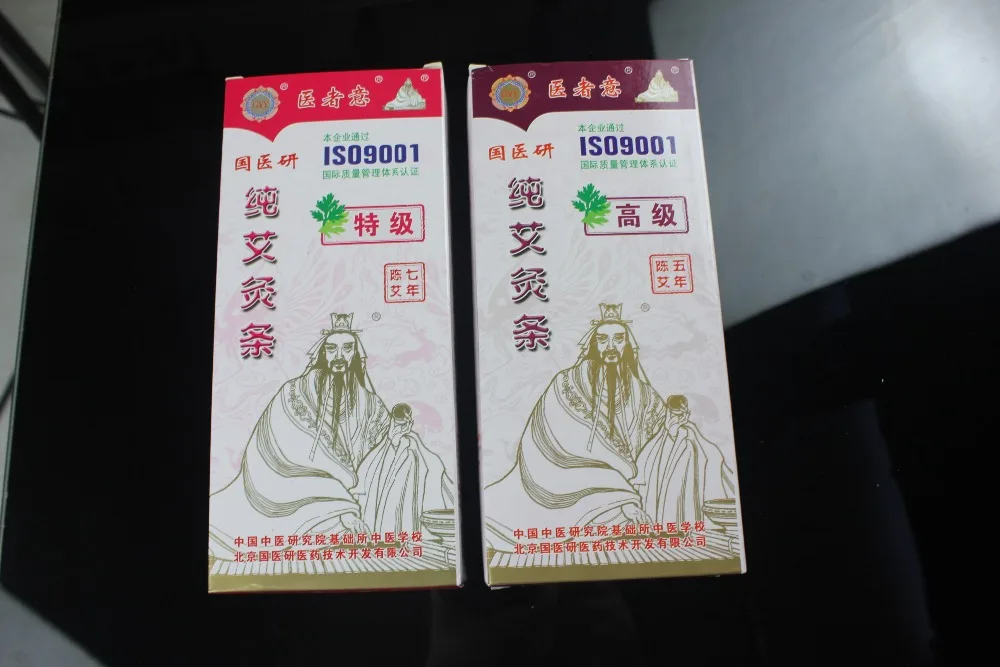 医者意
本企业通过
ISO9001
国际质量管理体系认证
国医研
纯艾灸条
特级
七年
陈艾
中国中医研究院基础所中医学校
北京国医研医药技术开发有限公司
医者意
本企业通过
ISO9001
国际质量管理体系认证
国医研
纯艾灸条
高级
五年
陈艾
中国中医研究院基础所中医学校
北京国医研医药技术开发有限公司